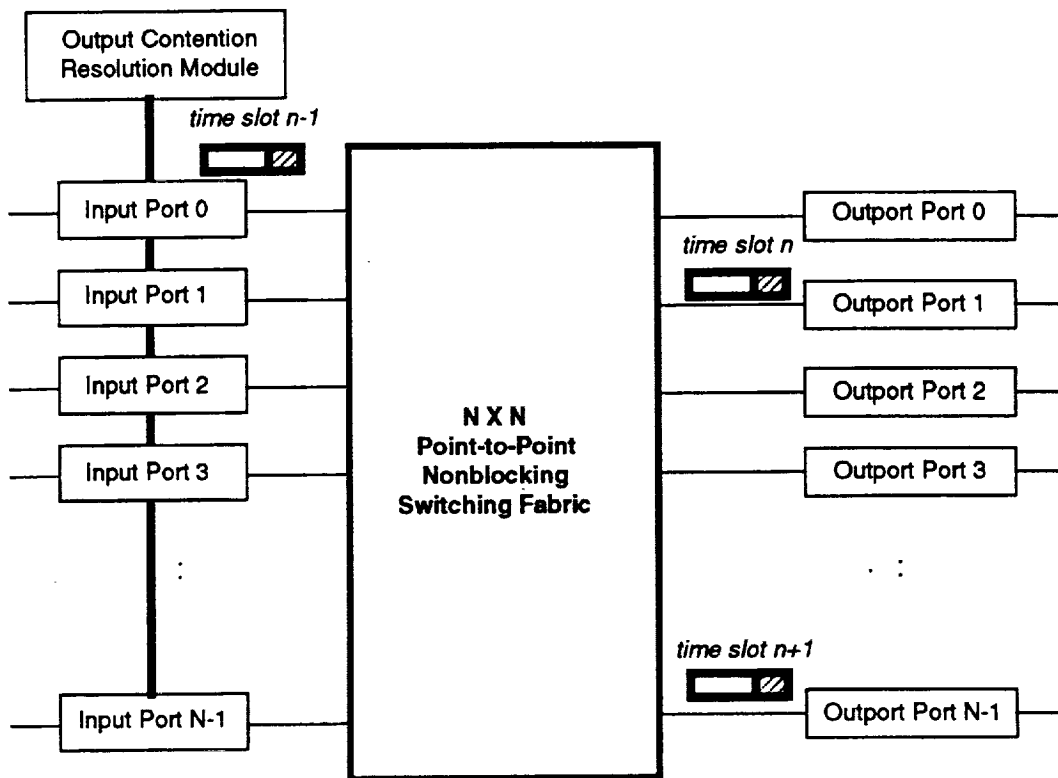 Output Contention
Resolution Module
time slot n-1
Input Port 0
Input Port 1
Input Port 2
Input Port 3
:
Input Port N-1
N X N
Point-to-Point
Nonblocking
Switching Fabric
Outport Port 0
time slot n
Outport Port 1
Outport Port 2
Outport Port 3
:
time slot n+1
Outport Port N-1